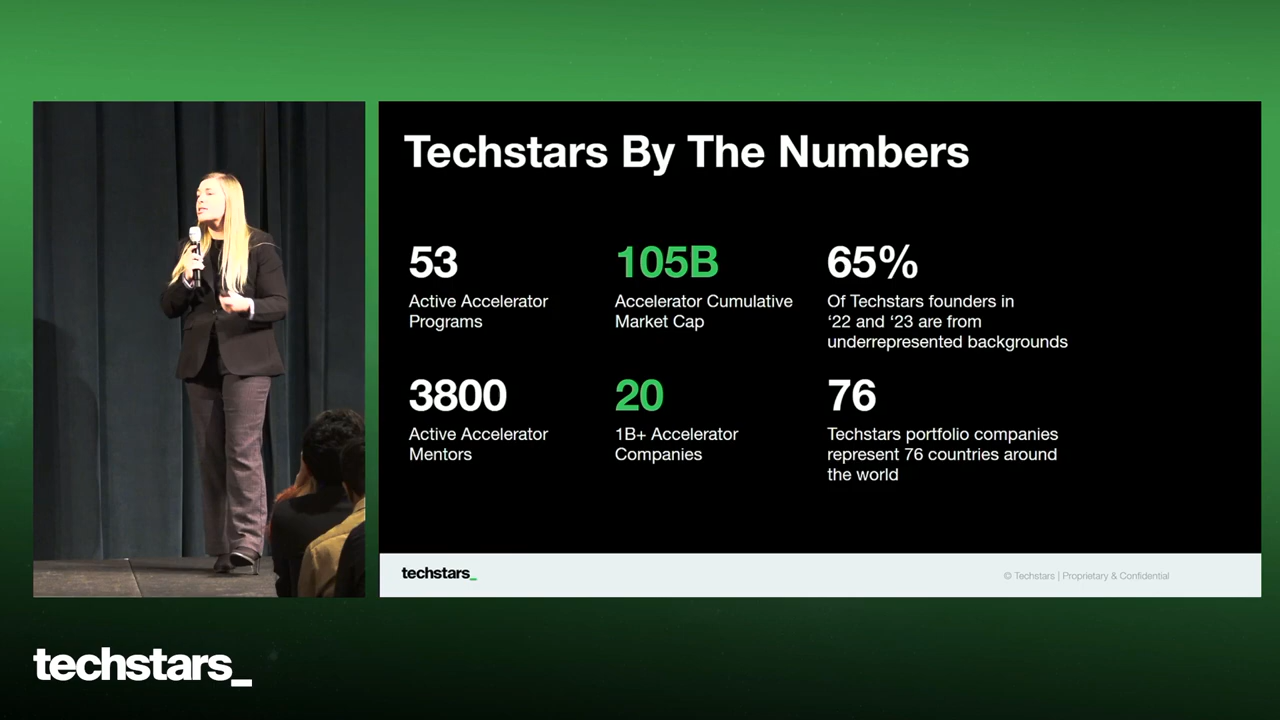 Techstars By The Numbers
53
Active Accelerator
Programs
105B
Accelerator Cumulative
Market Cap
65%
Of Techstars founders in
‘22 and ‘23 are from
underrepresented backgrounds
3800
Active Accelerator
Mentors
20
1B+ Accelerator
Companies
76
Techstars portfolio companies
represent 76 countries around
the world
techstars_
© Techstars | Proprietary & Confidential
techstars_